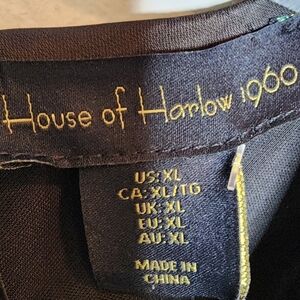 House of Harlow 1960
US: XL
CA: XL/TG
UK: XL
EU: XL
AU: XL
MADE IN
CHINA